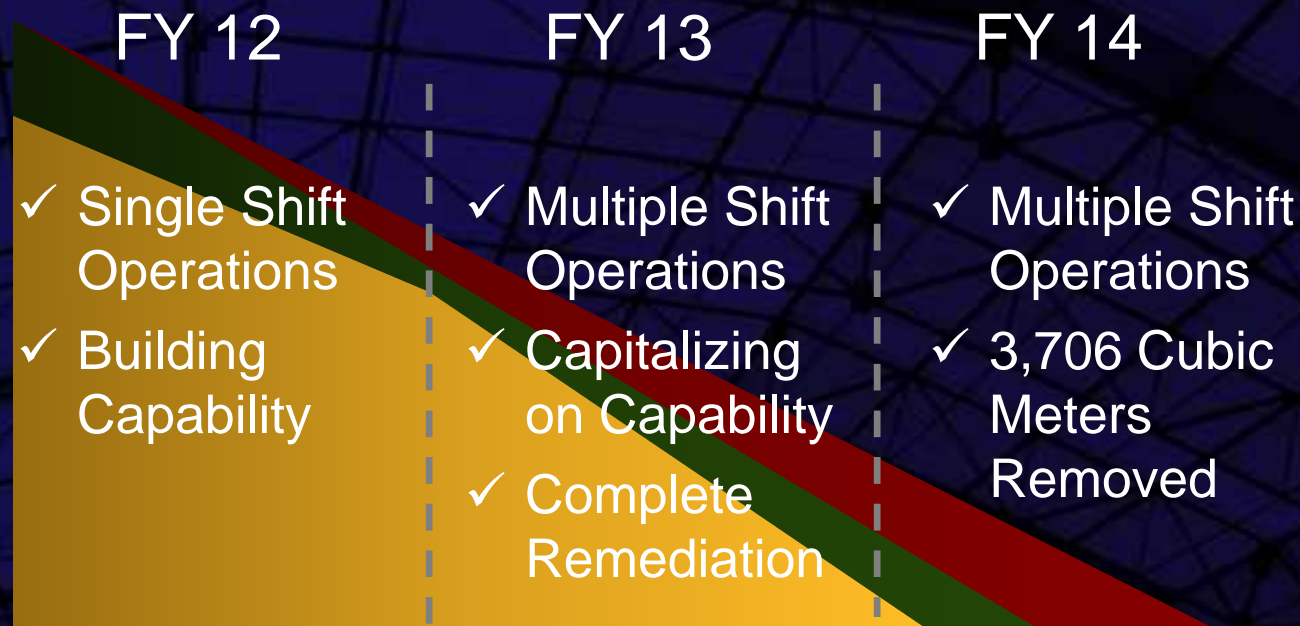 FY 12
FY 13
FY 14
✓ Single Shift
Operations
✓ Building
Capability
✓ Multiple Shift
Operations
✓ Capitalizing
on Capability
✓ Complete
Remediation
✓ Multiple Shift
Operations
✓ 3,706 Cubic
Meters
Removed